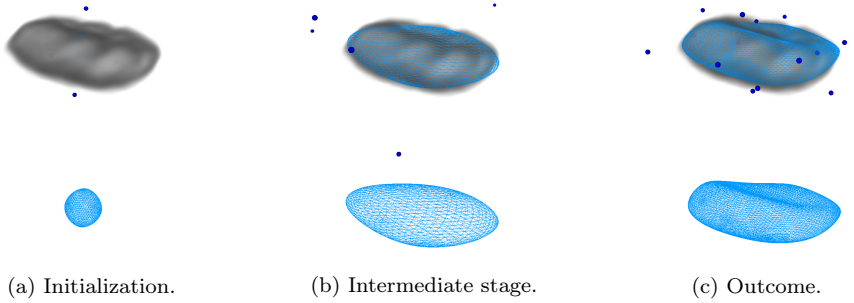 (a) Initialization.
(b) Intermediate stage.
(c) Outcome.